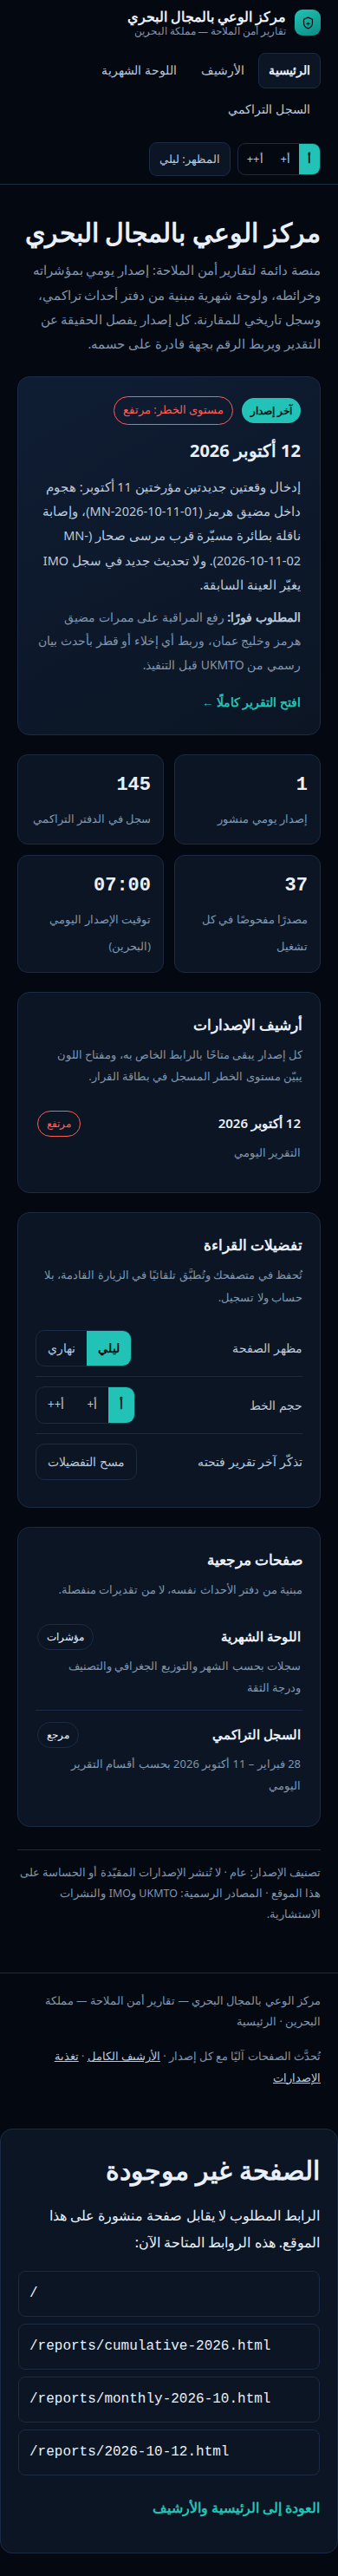 مركز الوعي بالمجال البحري
تقارير أمن الملاحة — مملكة البحرين
الرئيسية
الأرشيف
اللوحة الشهرية
السجل التراكمي
أ
أ+
أ++
المظهر: ليلي
مركز الوعي بالمجال البحري
منصة دائمة لتقارير أمن الملاحة: إصدار يومي بمؤشراته
وخرائطه، ولوحة شهرية مبنية من دفتر أحداث تراكمي،
وسجل تاريخي للمقارنة. كل إصدار يفصل الحقيقة عن
التقدير ويربط الرقم بجهة قادرة على حسمه.
آخر إصدار
مستوى الخطر: مرتفع
12 أكتوبر 2026
إدخال وقعتين جديدتين مؤرختين 11 أكتوبر: هجوم
داخل مضيق هرمز (MN-2026-10-11-01)، وإصابة
ناقلة بطائرة مسيّرة قرب مرسى صحار (MN-
2026-10-11-02). ولا تحديث جديد في سجل IMO
يغيّر العينة السابقة.
المطلوب فورًا: رفع المراقبة على ممرات مضيق
هرمز وخليج عمان، وربط أي إخلاء أو قطر بأحدث بيان
رسمي من UKMTO قبل التنفيذ.
افتح التقرير كاملًا ←
1
إصدار يومي منشور
145
سجل في الدفتر التراكمي
37
مصدرًا مفحوصًا في كل
تشغيل
07:00
توقيت الإصدار اليومي
(البحرين)
أرشيف الإصدارات
كل إصدار يبقى متاحًا بالرابط الخاص به، ومفتاح اللون
يبيّن مستوى الخطر المسجل في بطاقة القرار.
12 أكتوبر 2026
مرتفع
التقرير اليومي
تفضيلات القراءة
تُحفظ في متصفحك وتُطبَّق تلقائيًا في الزيارة القادمة، بلا
حساب ولا تسجيل.
مظهر الصفحة
ليلي
نهاري
حجم الخط
أ
أ+
أ++
تذكّر آخر تقرير فتحته
مسح التفضيلات
صفحات مرجعية
مبنية من دفتر الأحداث نفسه، لا من تقديرات منفصلة.
اللوحة الشهرية
مؤشرات
سجلات بحسب الشهر والتوزيع الجغرافي والتصنيف
ودرجة الثقة
السجل التراكمي
مرجع
28 فبراير – 11 أكتوبر 2026 بحسب أقسام التقرير
اليومي
تصنيف الإصدار: عام · لا تُنشر الإصدارات المقيّدة أو الحساسة على
هذا الموقع · المصادر الرسمية: UKMTO وIMO والنشرات
الاستشارية.
مركز الوعي بالمجال البحري — تقارير أمن الملاحة — مملكة
البحرين · الرئيسية
تُحدَّث الصفحات آليًا مع كل إصدار · الأرشيف الكامل · تغذية
الإصدارات
الصفحة غير موجودة
الرابط المطلوب لا يقابل صفحة منشورة على هذا
الموقع. هذه الروابط المتاحة الآن:
/
/reports/cumulative-2026.html
/reports/monthly-2026-10.html
/reports/2026-10-12.html
العودة إلى الرئيسية والأرشيف